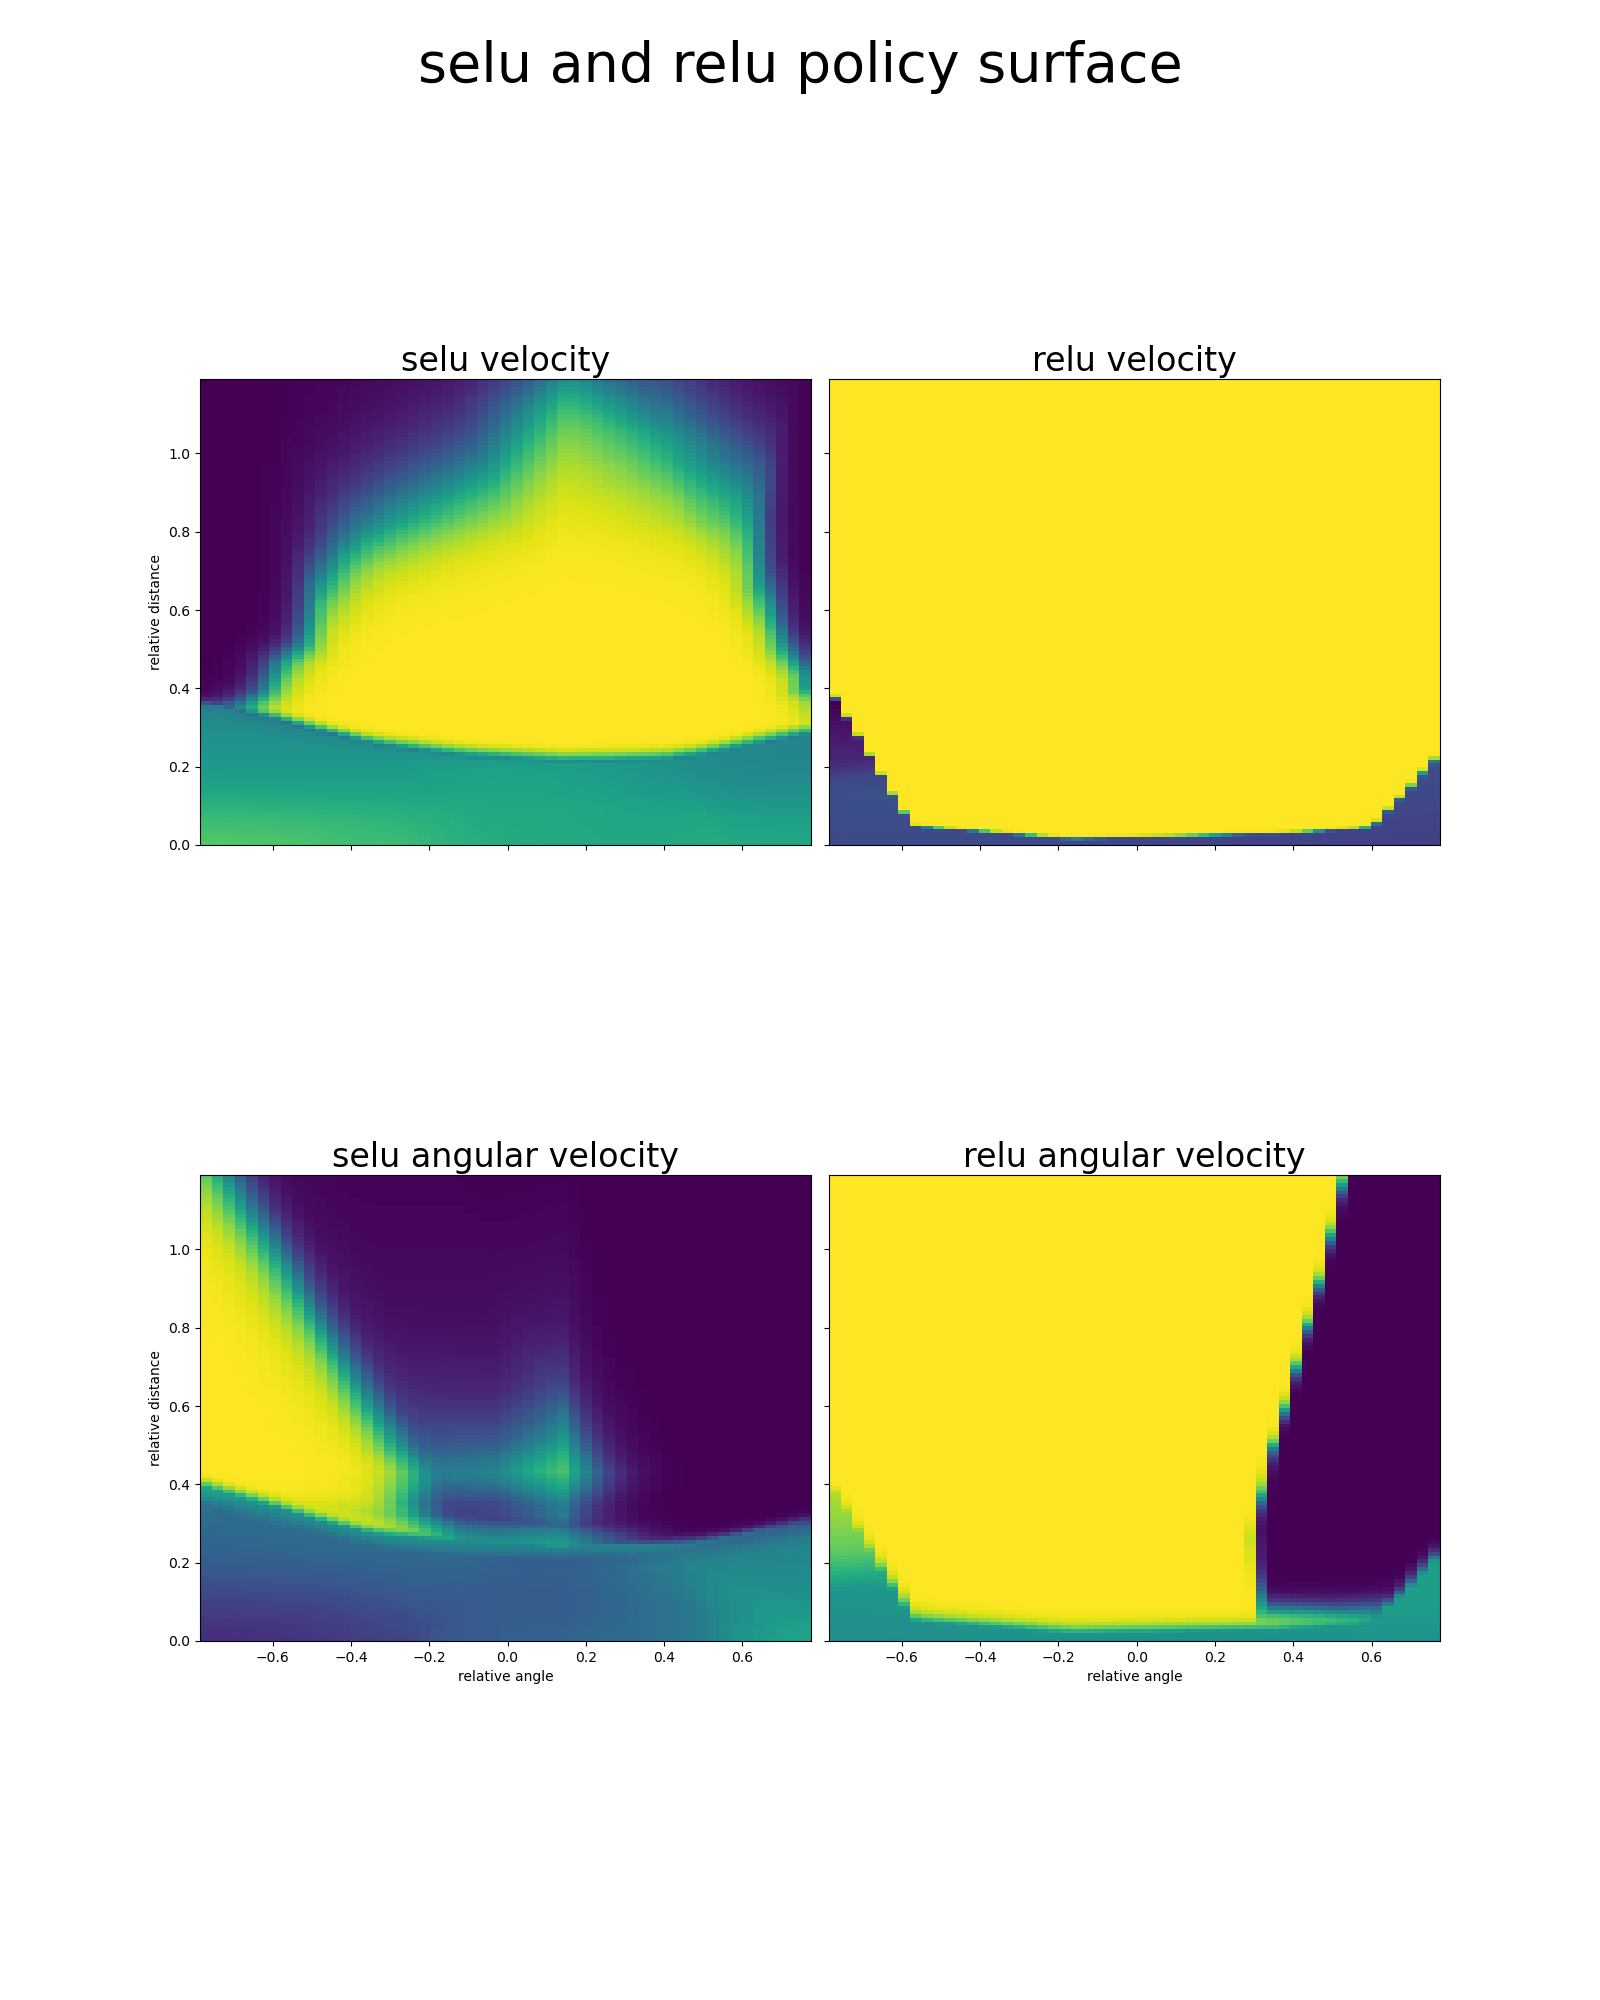 selu and relu policy surface
selu velocity
relu velocity
relative distance
1.0
0.8
0.6
0.4
0.2
0.0
selu angular velocity
relu angular velocity
relative distance
1.0
0.8
0.6
0.4
0.2
0.0
−0.6 −0.4 −0.2 0.0 0.2 0.4 0.6
−0.6 −0.4 −0.2 0.0 0.2 0.4 0.6
relative angle
relative angle